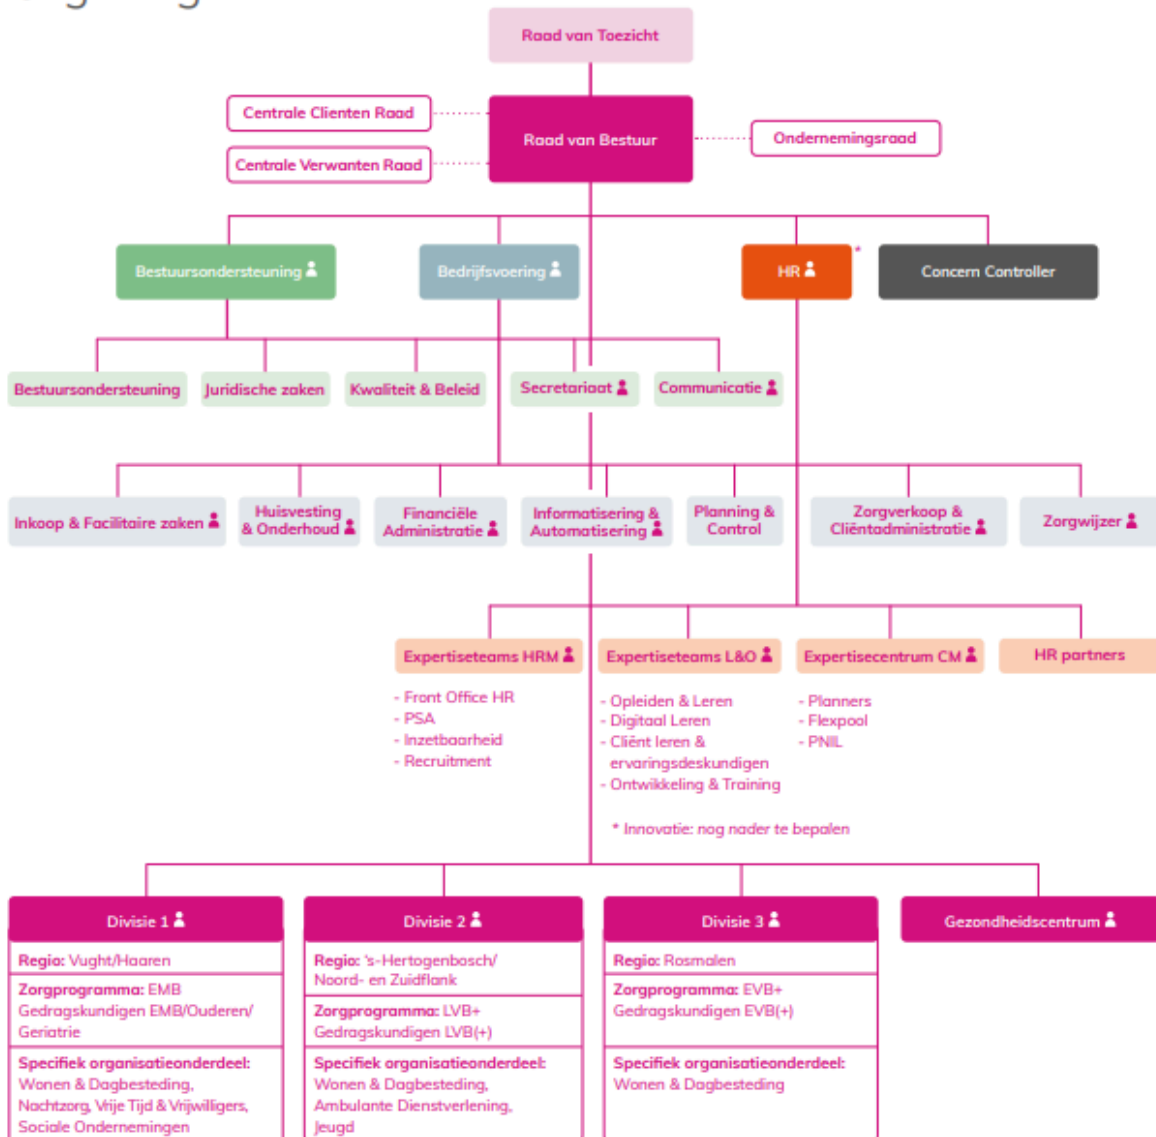 Raad van Toezicht
Centrale Clienten Raad
Raad van Bestuur
Ondernemingsraad
Centrale Verwanten Raad
Bestuursondersteuning
Bedrijfsvoering
HR
*
Concern Controller
Bestuursondersteuning
Juridische zaken
Kwaliteit & Beleid
Secretariaat
Communicatie
Inkoop & Facilitaire zaken
Huisvesting
& Onderhoud
Financiële
Administratie
Informatisering &
Automatisering
Planning &
Control
Zorgverkoop &
Cliëntadministratie
Zorgwijzer
Expertiseteams HRM
- Front Office HR
- PSA
- Inzetbaarheid
- Recruitment
Expertiseteams L&O
- Opleiden & Leren
- Digitaal Leren
- Cliënt leren &
ervaringsdeskundigen
- Ontwikkeling & Training
Expertisecentrum CM
- Planners
- Flexpool
- PNIL
HR partners
* Innovatie: nog nader te bepalen
Divisie 1
Regio: Vught/Haaren
Zorgprogramma: EMB
Gedragskundigen EMB/Ouderen/
Geriatrie
Specifiek organisatieonderdeel:
Wonen & Dagbesteding,
Nachtzorg, Vrije Tijd & Vrijwilligers,
Sociale Ondernemingen
Divisie 2
Regio: 's-Hertogenbosch/
Noord- en Zuidflank
Zorgprogramma: LVB+
Gedragskundigen LVB(+)
Specifiek organisatieonderdeel:
Wonen & Dagbesteding,
Ambulante Dienstverlening,
Jeugd
Divisie 3
Regio: Rosmalen
Zorgprogramma: EVB+
Gedragskundigen EVB(+)
Specifiek organisatieonderdeel:
Wonen & Dagbesteding
Gezondheidscentrum